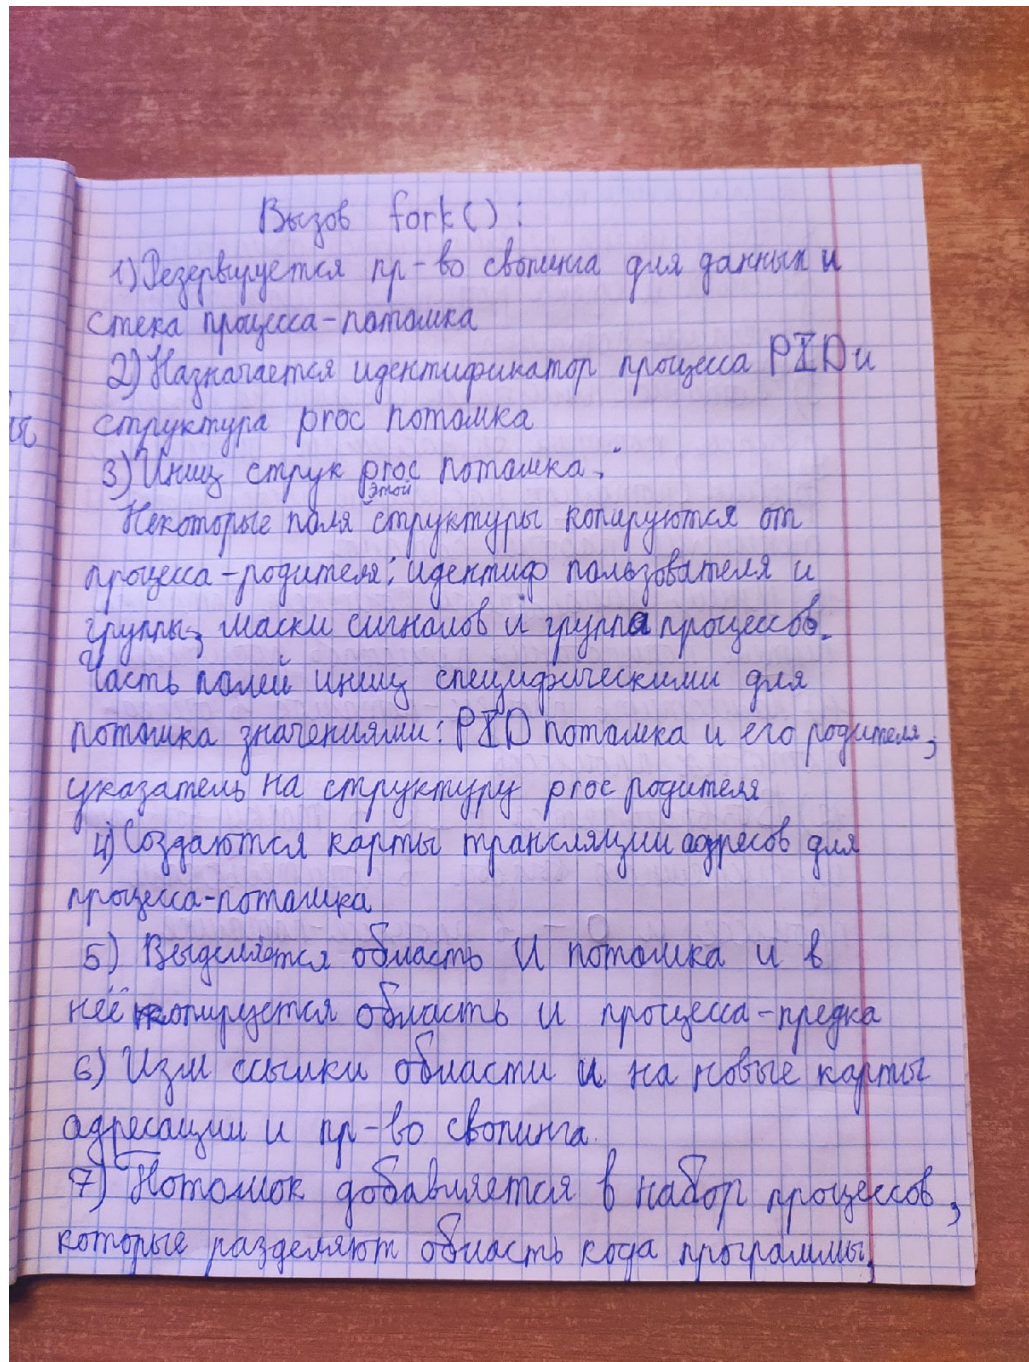 Вызов fork():
1) Резервируется пр-во свопинга для данных и
стека процесса-потомка
2) Назначается идентификатор процесса PID и
структура proc потомка
3) Иниц струк proc потомка.
этой
Некоторые поля структуры копируются от
процесса-родителя: идентиф пользователя и
группы, маски сигналов и группа процессов.
Часть полей иниц специфическими для
потомка значениями: PID потомка и его родителя,
указатель на структуру proc родителя
4) Создаются карты трансляции адресов для
процесса-потомка
5) Выделяется область U потомка и в
неё копируется область U процесса-предка
6) Изм ссылки области U на новые карты
адресации и пр-во свопинга.
7) Потомок добавляется в набор процессов,
которые разделяют область кода программы,